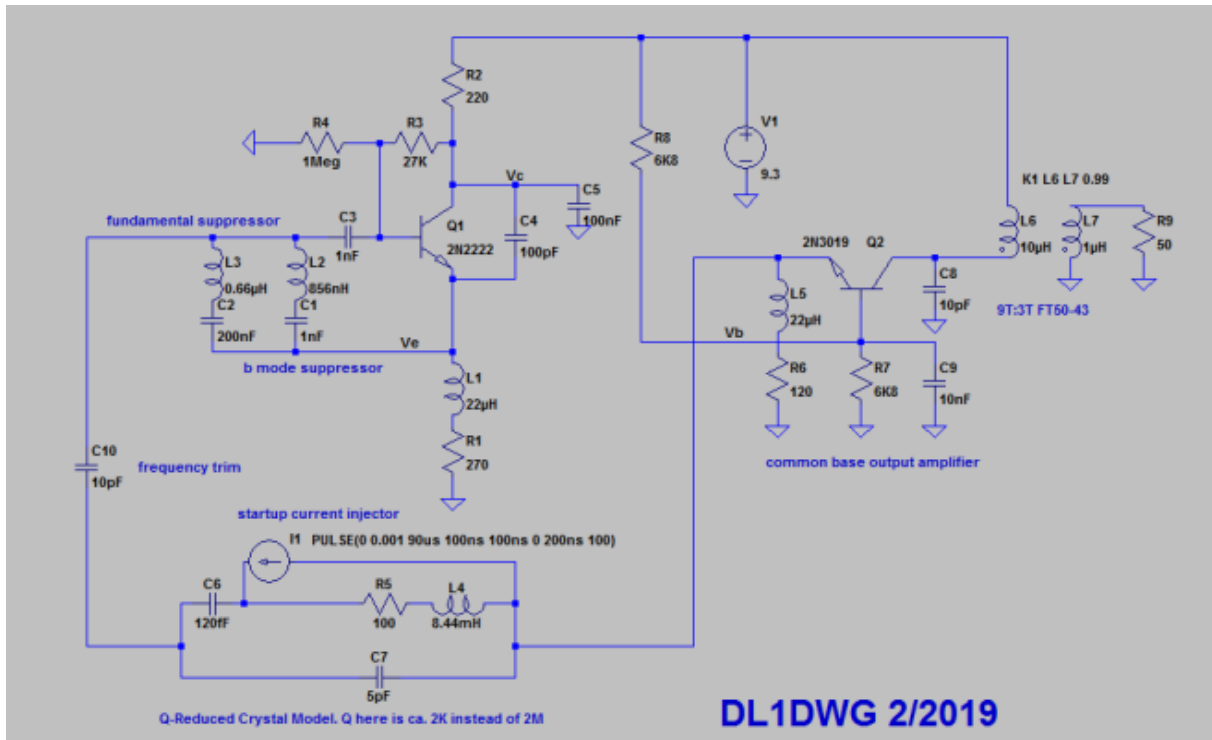 R2
220
R4
1Meg
R3
27K
R8
6K8
V1
9.3
K1 L6 L7 0.99
Vc
C5
100nF
fundamental suppressor
C3
1nF
Q1
2N2222
C4
100pF
L3
0.66µH
C2
200nF
L2
856nH
C1
1nF
Ve
b mode suppressor
L1
22µH
R1
270
2N3019
Q2
L6
10µH
L7
1µH
R9
50
C8
10pF
9T:3T FT50-43
L5
22µH
Vb
R6
120
R7
6K8
C9
10nF
common base output amplifier
C10
10pF
frequency trim
startup current injector
I1
PULSE(0 0.001 90us 100ns 100ns 0 200ns 100)
C6
120fF
R5
100
L4
8.44mH
C7
5pF
Q-Reduced Crystal Model. Q here is ca. 2K instead of 2M
DL1DWG 2/2019